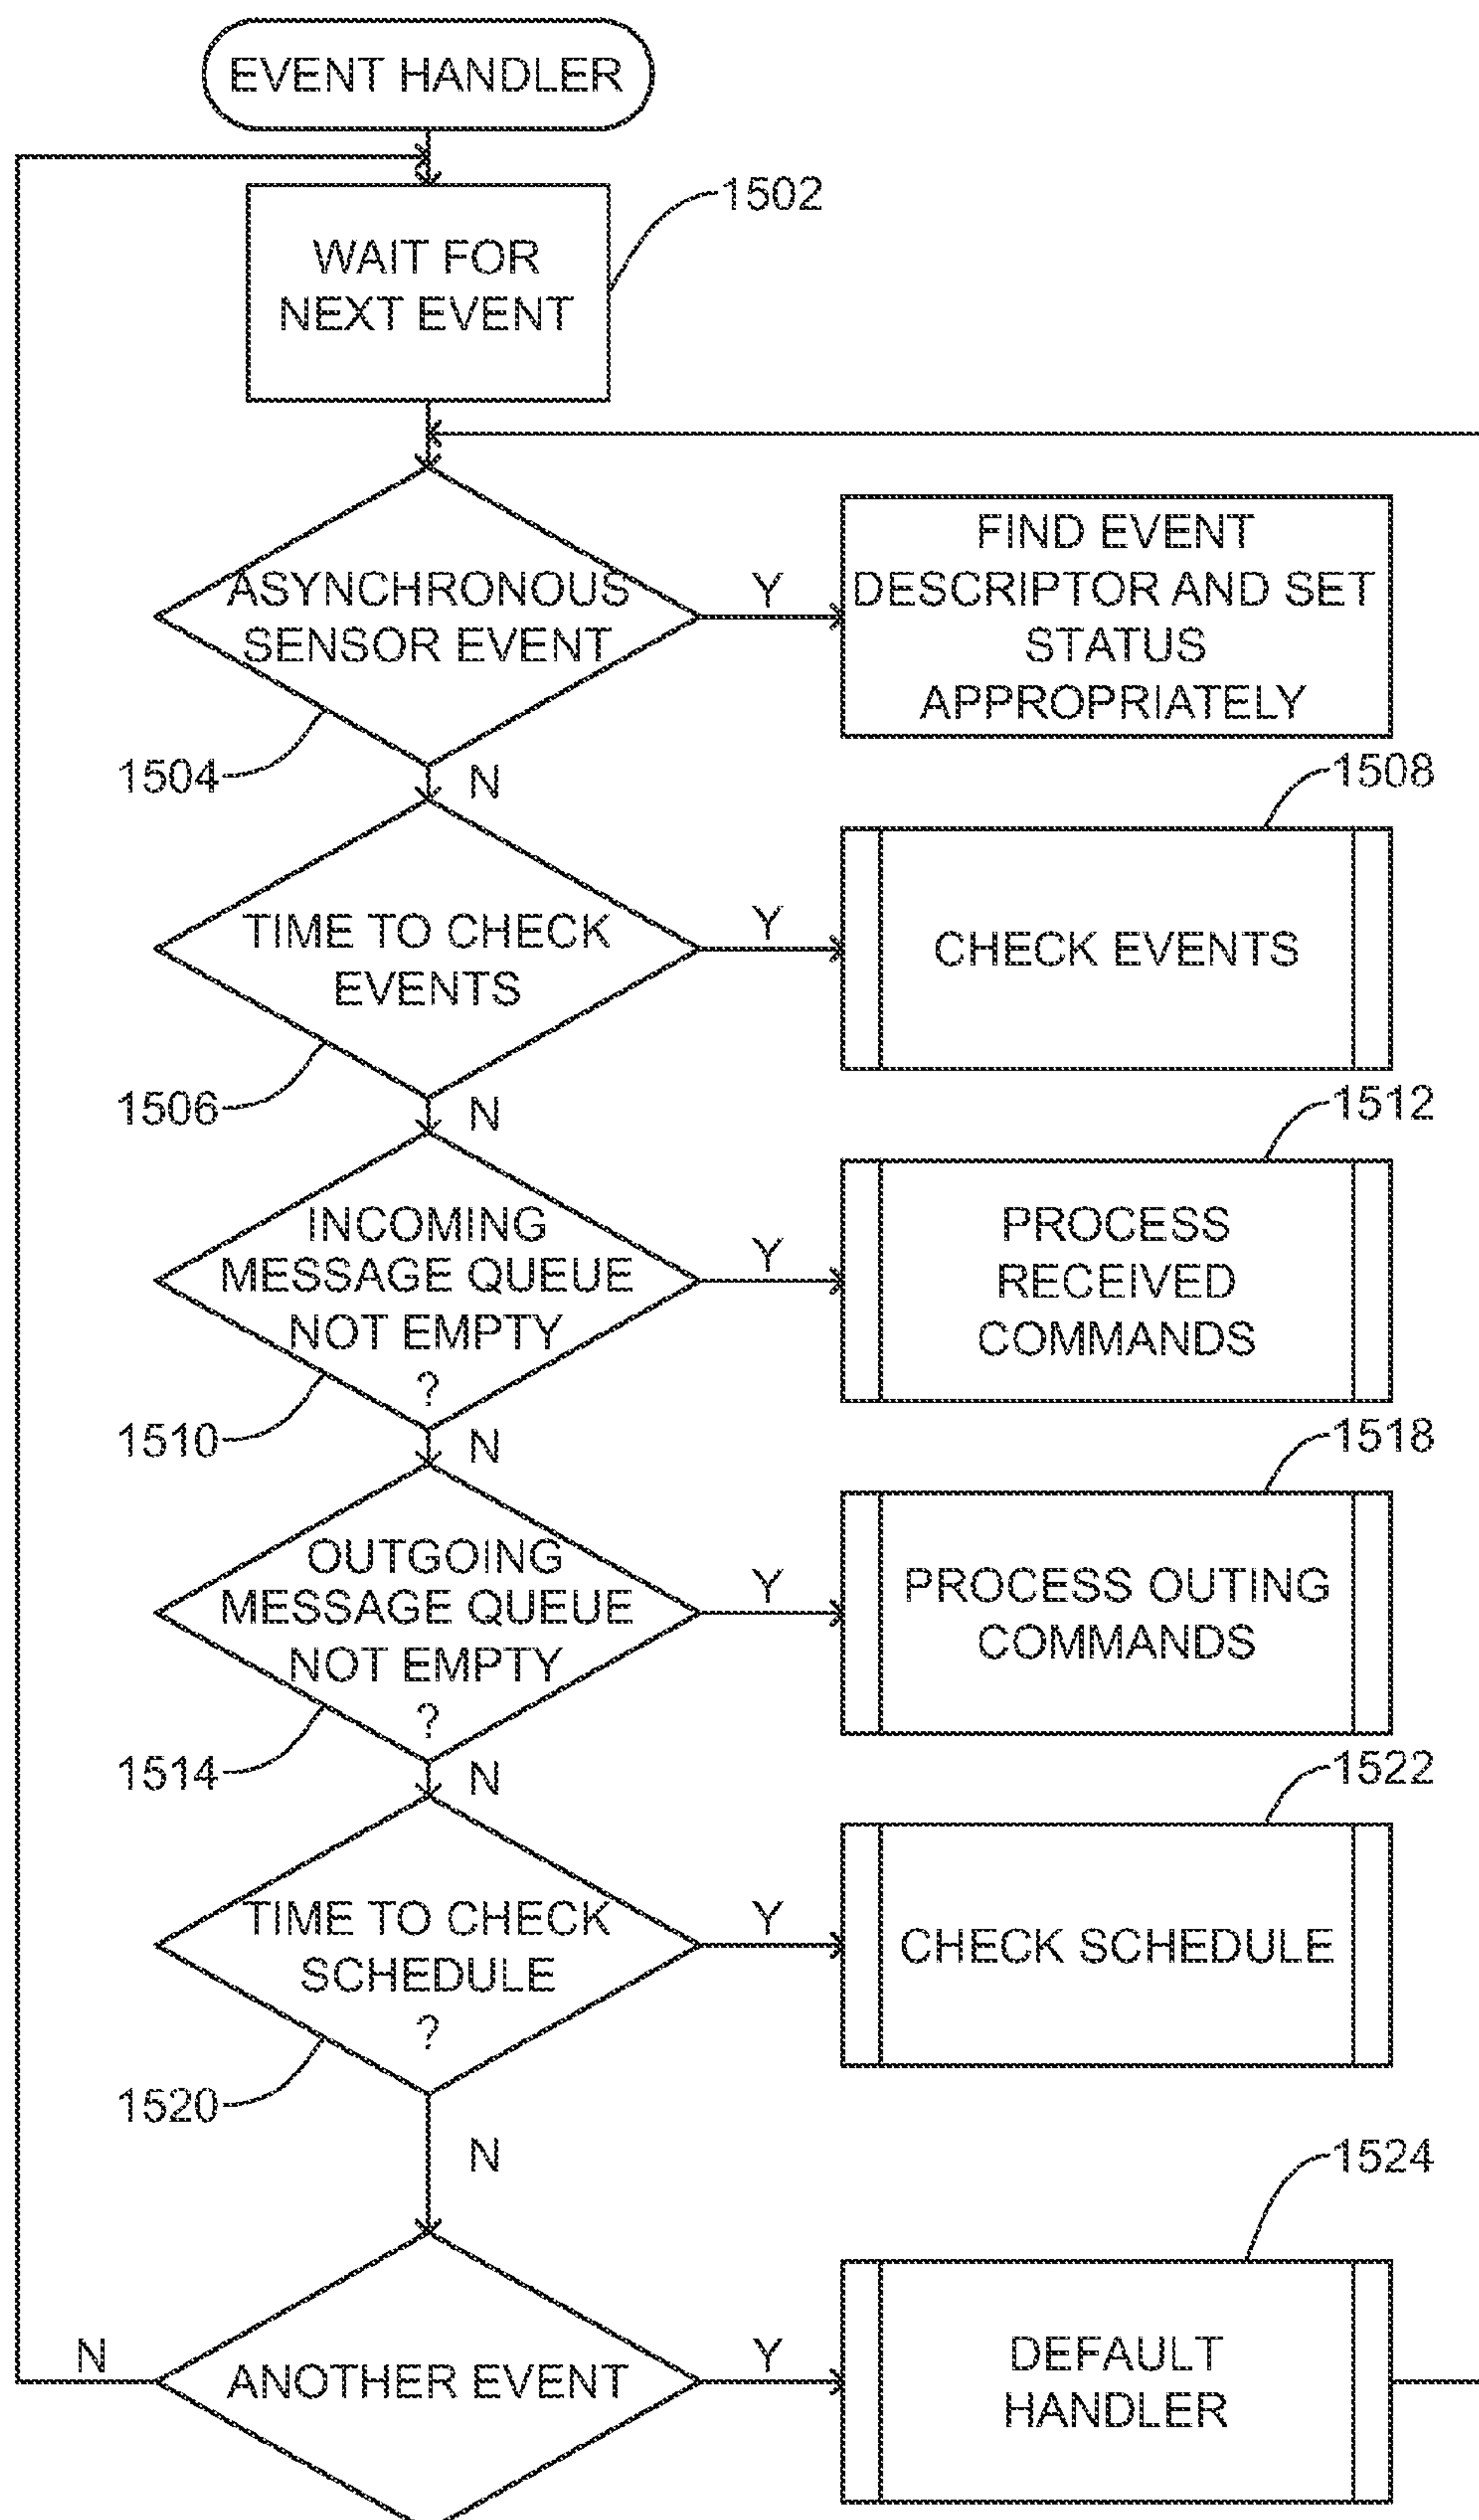 EVENT HANDLER
1502
WAIT FOR
NEXT EVENT
ASYNCHRONOUS
SENSOR EVENT
Y
FIND EVENT
DESCRIPTOR AND SET
STATUS
APPROPRIATELY
1504
N
1508
TIME TO CHECK
EVENTS
Y
CHECK EVENTS
1506
N
1512
INCOMING
MESSAGE QUEUE
NOT EMPTY
?
Y
PROCESS
RECEIVED
COMMANDS
1510
N
1518
OUTGOING
MESSAGE QUEUE
NOT EMPTY
?
Y
PROCESS OUTING
COMMANDS
1514
N
1522
TIME TO CHECK
SCHEDULE
?
Y
CHECK SCHEDULE
1520
N
1524
N
ANOTHER EVENT
Y
DEFAULT
HANDLER